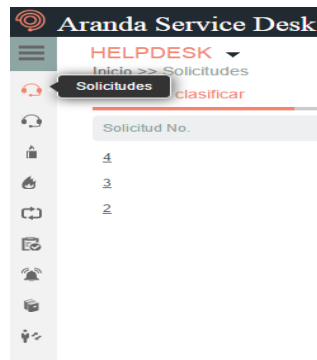 Aranda Service Desk
HELPDESK
Inicio >> Solicitudes
Solicitudes
clasificar
Solicitud No.
4
3
2